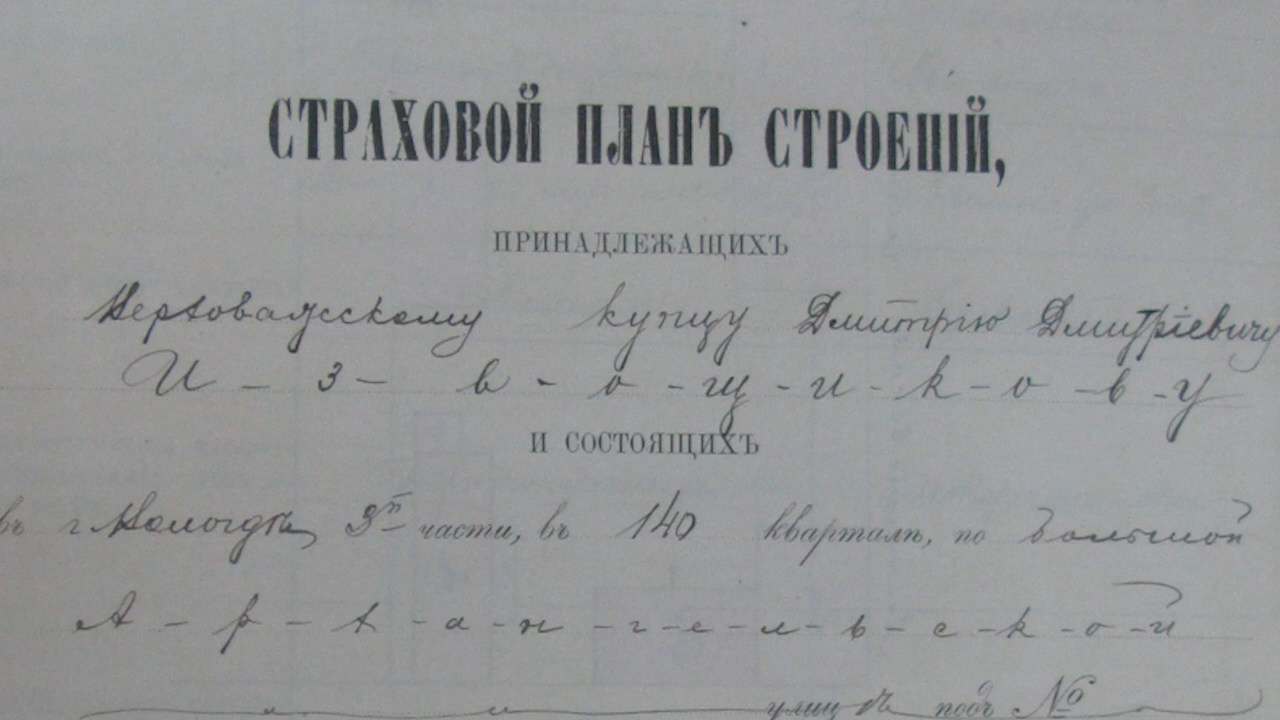 СТРАХОВОЙ ПЛАНЪ СТРОЕНІЙ,
ПРИНАДЛЕЖАЩИХЪ
Верховажскому купцу Дмитрію Дмитріевичу
И - з - в - о - щ - и - к - о - в - у
И СОСТОЯЩИХЪ
въ г Вологдѣ 3й части, въ 140 кварталѣ, по Большой
А - р - х - а - н - г - е - л - ь - с - к - о - й
улицѣ подъ №